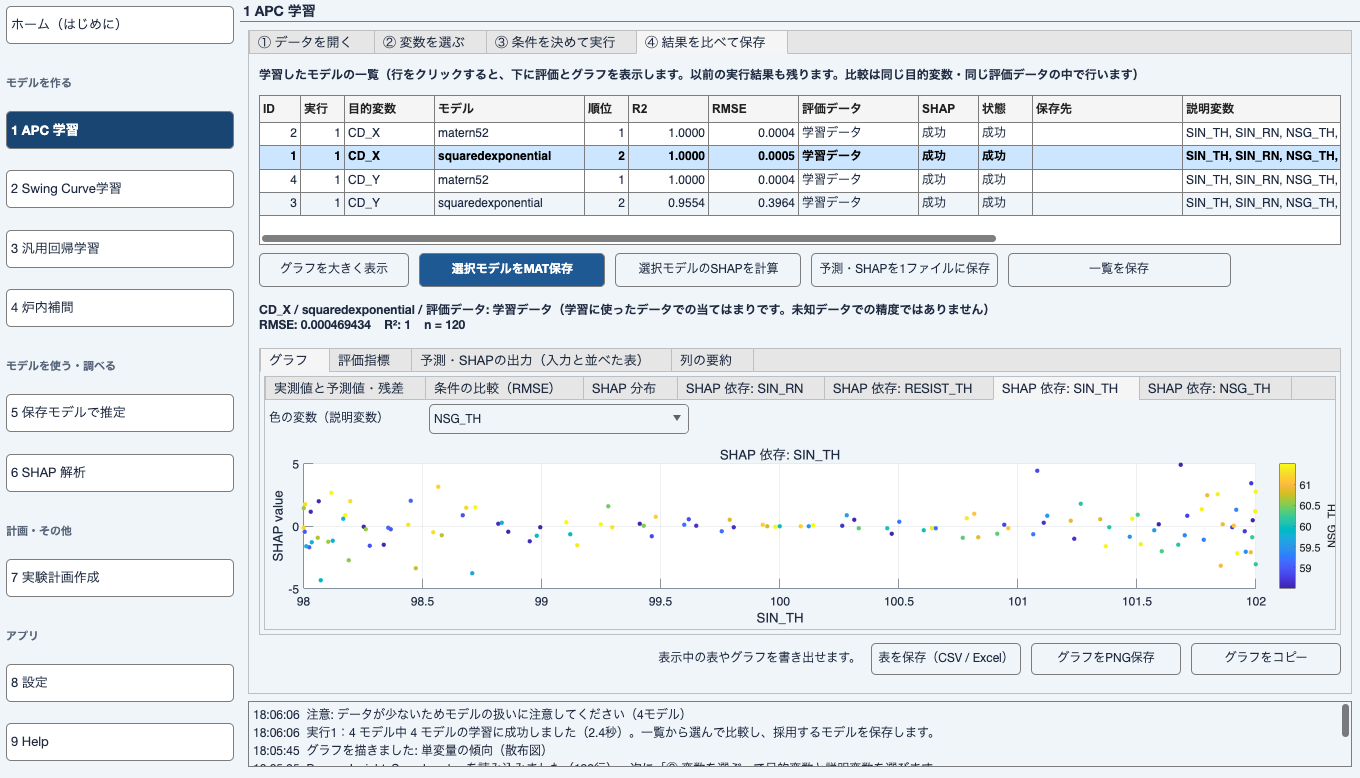 ホーム（はじめに）
モデルを作る
1 APC 学習
2 Swing Curve学習
3 汎用回帰学習
4 炉内補間
モデルを使う・調べる
5 保存モデルで推定
6 SHAP 解析
計画・その他
7 実験計画作成
アプリ
8 設定
9 Help
1 APC 学習
① データを開く ② 変数を選ぶ ③ 条件を決めて実行 ④ 結果を比べて保存
学習したモデルの一覧（行をクリックすると、下に評価とグラフを表示します。以前の実行結果も残ります。比較は同じ目的変数・同じ評価データの中で行います）
ID 実行 目的変数 モデル 順位 R2 RMSE 評価データ SHAP 状態 保存先 説明変数
2 1 CD_X matern52 1 1.0000 0.0004 学習データ 成功 成功 SIN_TH, SIN_RN, NSG_TH,
1 1 CD_X squaredexponential 2 1.0000 0.0005 学習データ 成功 成功 SIN_TH, SIN_RN, NSG_TH,
4 1 CD_Y matern52 1 1.0000 0.0004 学習データ 成功 成功 SIN_TH, SIN_RN, NSG_TH,
3 1 CD_Y squaredexponential 2 0.9554 0.3964 学習データ 成功 成功 SIN_TH, SIN_RN, NSG_TH,
グラフを大きく表示 選択モデルをMAT保存 選択モデルのSHAPを計算 予測・SHAPを1ファイルに保存 一覧を保存
CD_X / squaredexponential / 評価データ: 学習データ（学習に使ったデータでの当てはまりです。未知データでの精度ではありません）
RMSE: 0.000469434 R²: 1 n = 120
グラフ 評価指標 予測・SHAPの出力（入力と並べた表） 列の要約
実測値と予測値・残差 条件の比較（RMSE） SHAP 分布 SHAP 依存: SIN_RN SHAP 依存: RESIST_TH SHAP 依存: SIN_TH SHAP 依存: NSG_TH
色の変数（説明変数） NSG_TH
SHAP 依存: SIN_TH
SHAP value
5
0
-5
98 98.5 99 99.5 100 100.5 101 101.5 102
SIN_TH
61
60.5
60
59.5
59
NSG_TH
表示中の表やグラフを書き出せます。 表を保存（CSV / Excel） グラフをPNG保存 グラフをコピー
18:06:06 注意: データが少ないためモデルの扱いに注意してください（4モデル）
18:06:06 実行1：4 モデル中 4 モデルの学習に成功しました（2.4秒）。一覧から選んで比較し、採用するモデルを保存します。
18:05:45 グラフを描きました: 単変量の傾向（散布図）